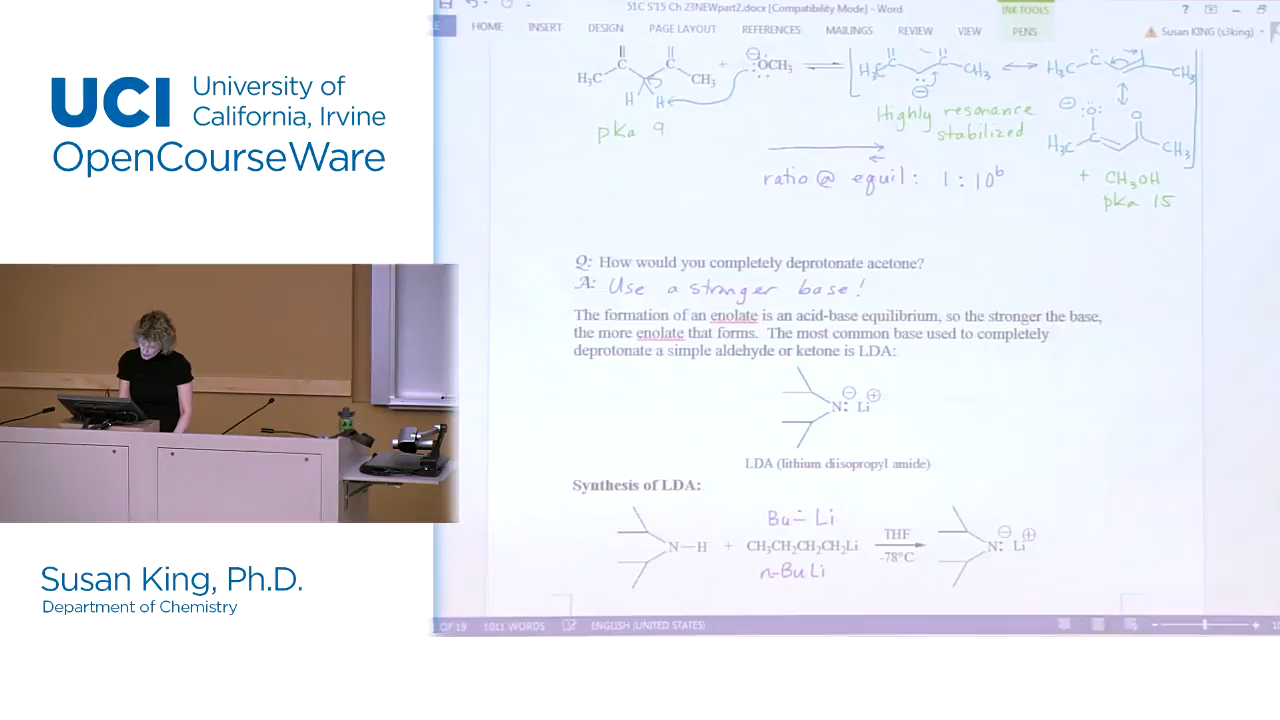 UCI University of California, Irvine
OpenCourseWare
Susan King, Ph.D.
Department of Chemistry
51C S'15 Ch 23NEWpart2.docx [Compatibility Mode] - Word
INK TOOLS
HOME INSERT DESIGN PAGE LAYOUT REFERENCES MAILINGS REVIEW VIEW PENS Susan KING (s3king)
H₃C C C CH₃ + ⊖OCH₃ ⇌ H₃C C C CH₃ ↔ H₃C C CH₃
H H
pka 9
Highly resonance stabilized
⊖ O O
H₃C CH₃
ratio @ equil: 1 : 10⁶
+ CH₃OH
pka 15
Q: How would you completely deprotonate acetone?
A: Use a stronger base!
The formation of an enolate is an acid-base equilibrium, so the stronger the base,
the more enolate that forms. The most common base used to completely
deprotonate a simple aldehyde or ketone is LDA:
N: ⊖ Li ⊕
LDA (lithium diisopropyl amide)
Synthesis of LDA:
Bu Li
N—H + CH₃CH₂CH₂CH₂Li THF -78°C N: ⊖ Li ⊕
n-BuLi
OF 19 1011 WORDS ENGLISH (UNITED STATES)